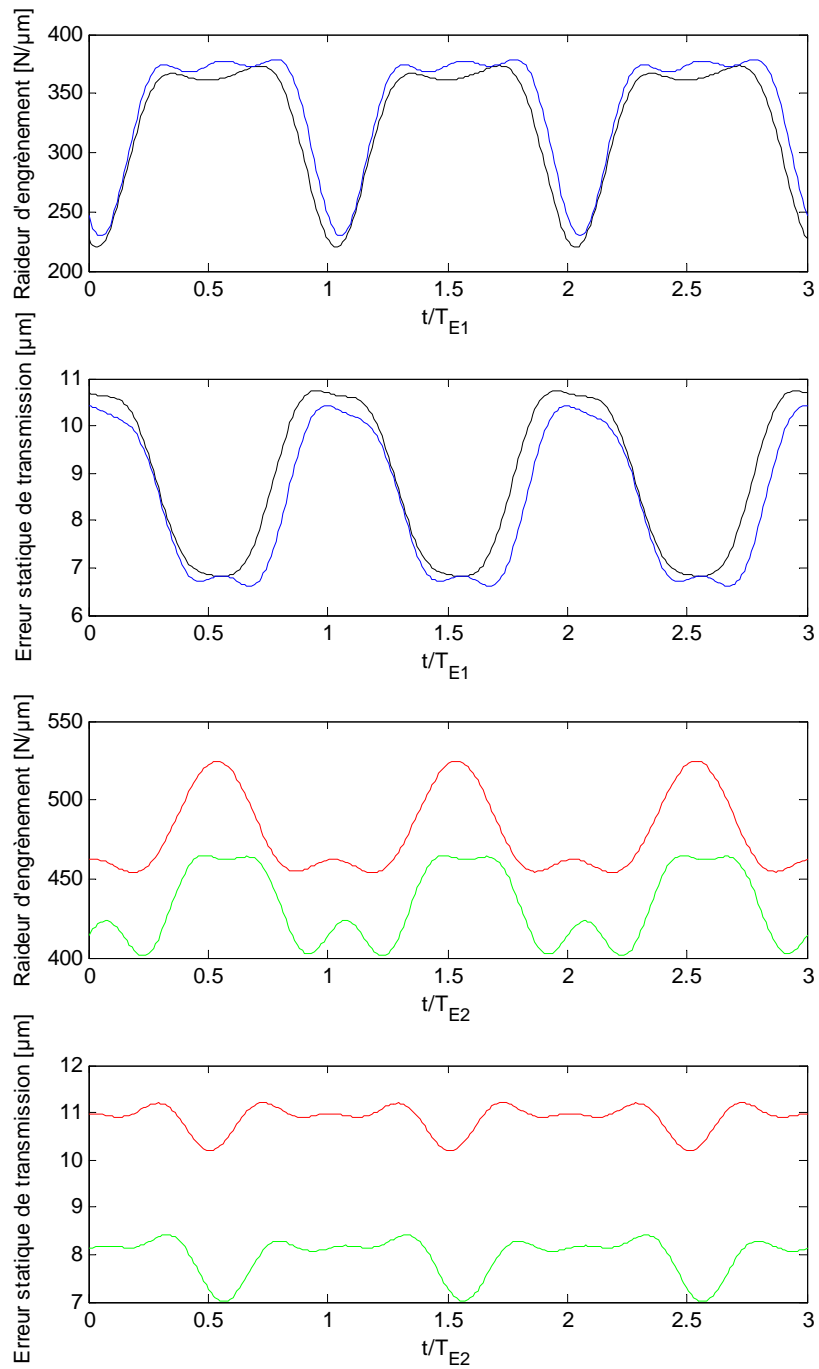 Raideur d'engrènement [N/µm]
400
350
300
250
200
0 0.5 1 1.5 2 2.5 3
t/T_E1
Erreur statique de transmission [µm]
11
10
9
8
7
6
0 0.5 1 1.5 2 2.5 3
t/T_E1
Raideur d'engrènement [N/µm]
550
500
450
400
0 0.5 1 1.5 2 2.5 3
t/T_E2
Erreur statique de transmission [µm]
12
11
10
9
8
7
0 0.5 1 1.5 2 2.5 3
t/T_E2